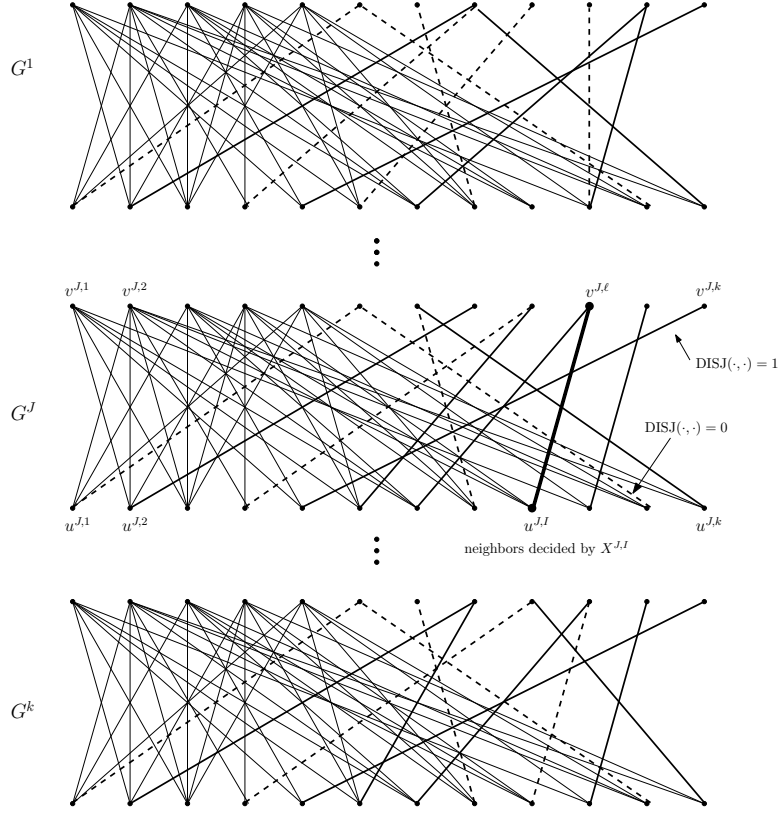 G^1
v^{J,1} v^{J,2} v^{J,ℓ} v^{J,k}
DISJ(·, ·) = 1
G^J
DISJ(·, ·) = 0
u^{J,1} u^{J,2} u^{J,I} u^{J,k}
neighbors decided by X^{J,I}
G^k